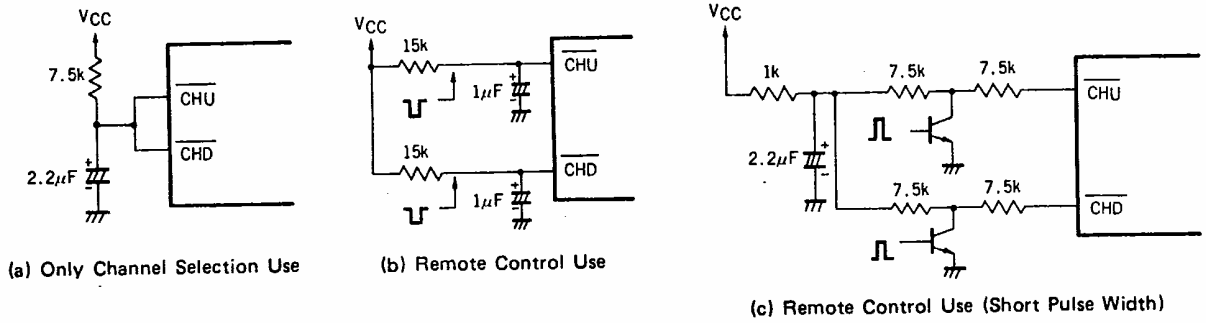 VCC
7.5k
CHU
CHD
2.2μF
+
-
(a) Only Channel Selection Use
VCC
15k
CHU
1μF
+
-
15k
CHD
1μF
+
-
(b) Remote Control Use
VCC
1k
7.5k
7.5k
CHU
2.2μF
+
-
7.5k
7.5k
CHD
(c) Remote Control Use (Short Pulse Width)